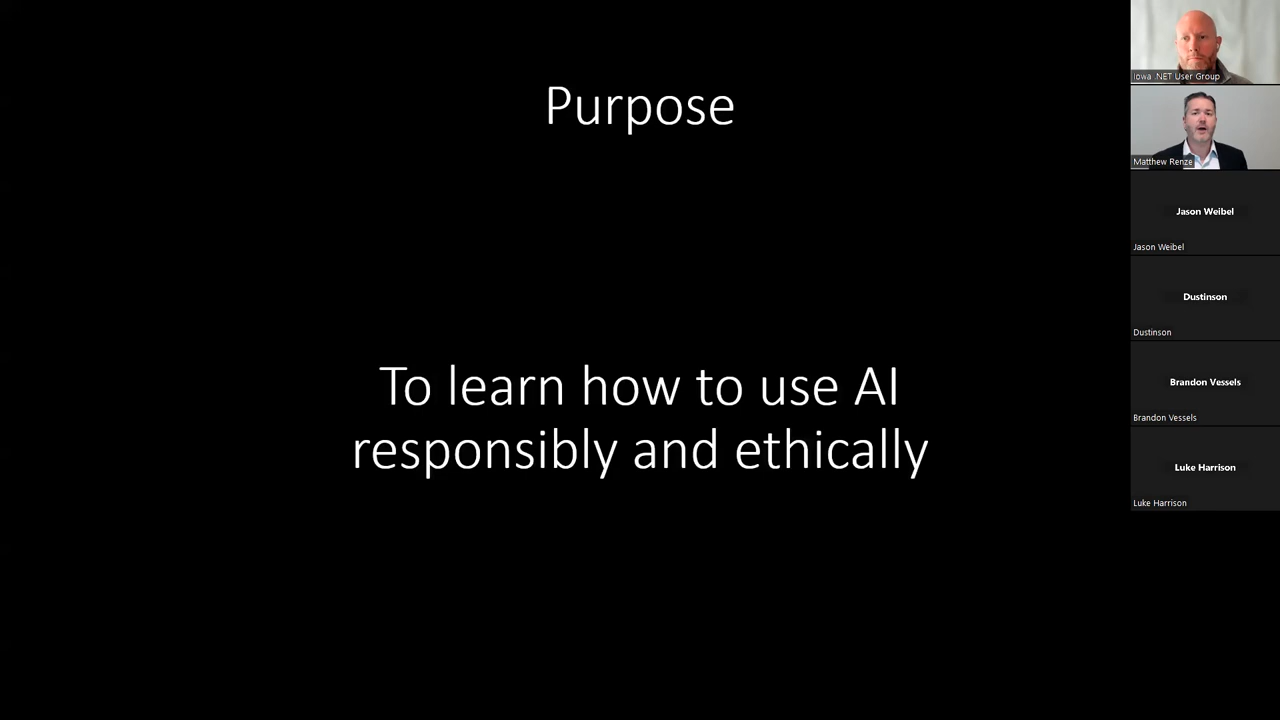 Purpose
To learn how to use AI
responsibly and ethically
Iowa .NET User Group
Matthew Renze
Jason Weibel
Jason Weibel
Dustinson
Dustinson
Brandon Vessels
Brandon Vessels
Luke Harrison
Luke Harrison